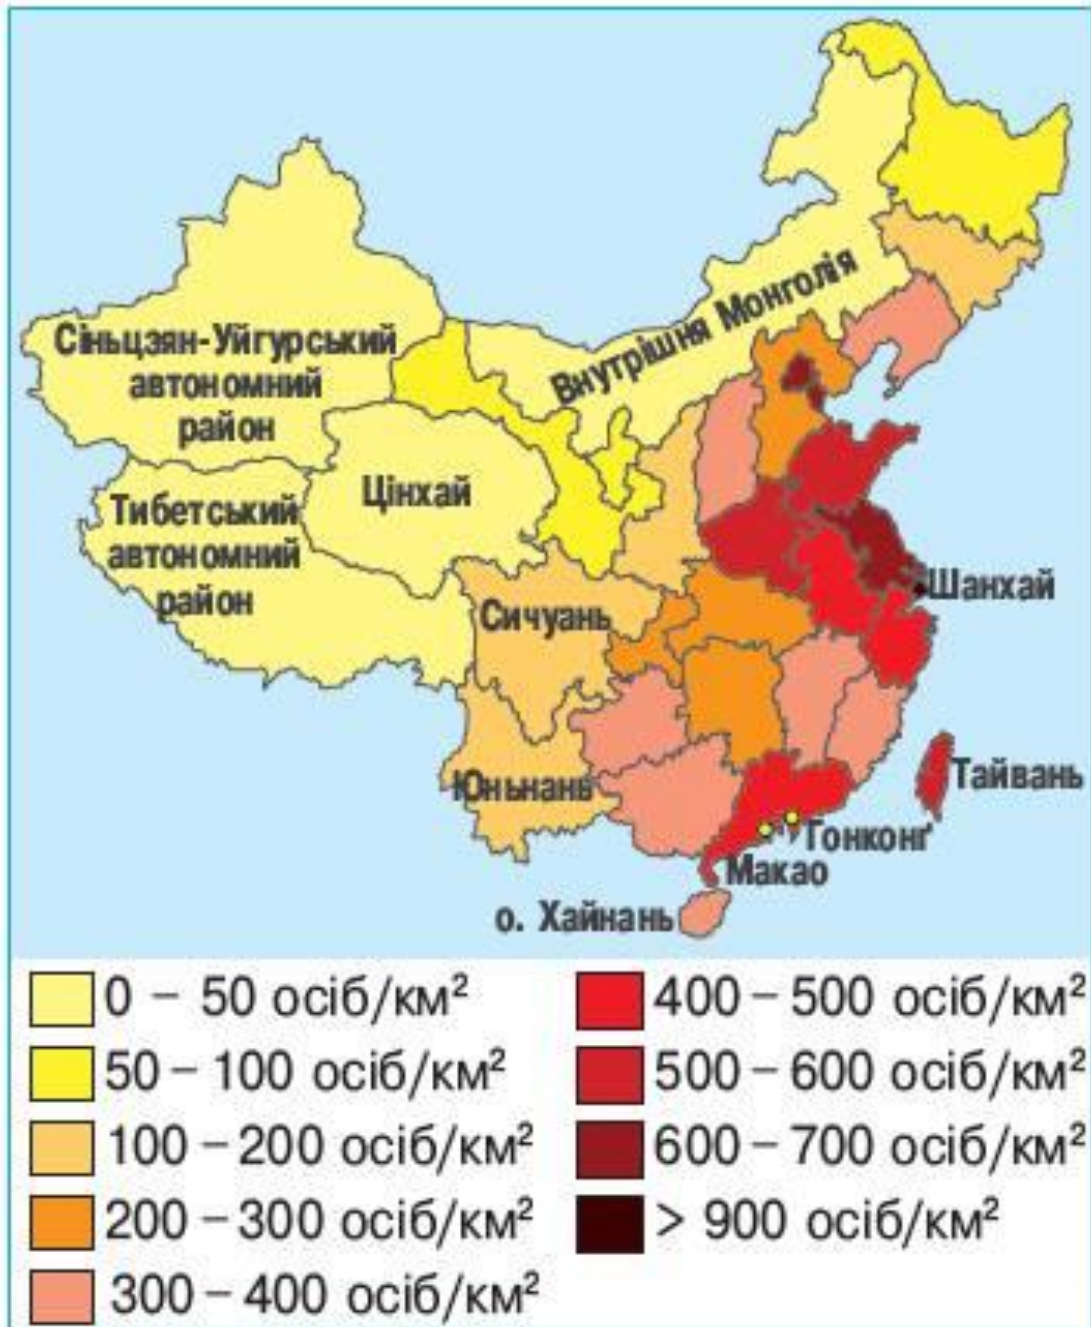 Сіньцзян-Уйгурський
автономний
район
Внутрішня Монголія
Цінхай
Тибетський
автономний
район
Сичуань
Шанхай
Юньнань
Тайвань
Гонконґ
Макао
о. Хайнань
0 – 50 осіб/км²
50 – 100 осіб/км²
100 – 200 осіб/км²
200 – 300 осіб/км²
300 – 400 осіб/км²
400 – 500 осіб/км²
500 – 600 осіб/км²
600 – 700 осіб/км²
> 900 осіб/км²